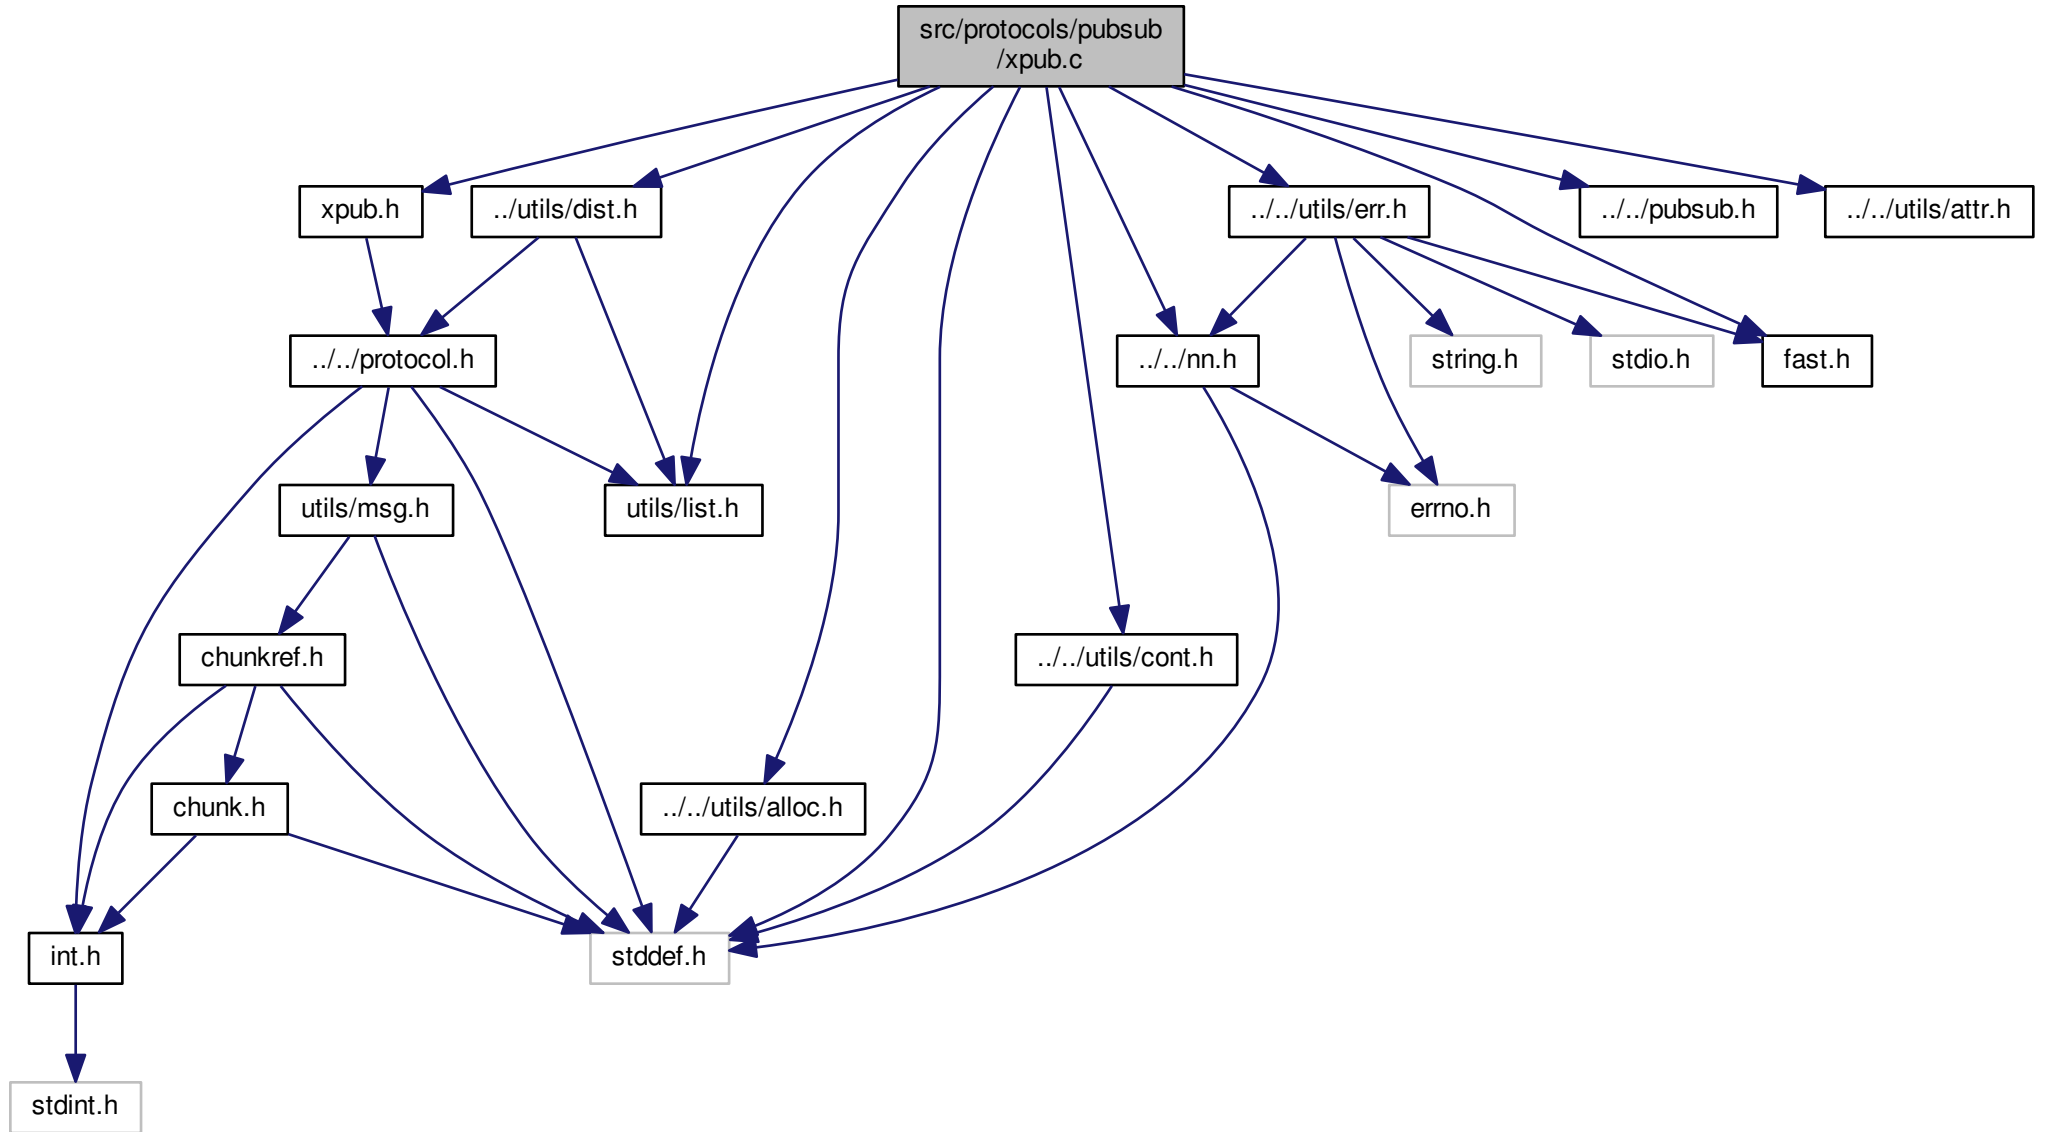 src/protocols/pubsub
/xpub.c
xpub.h
../utils/dist.h
../../utils/err.h
../../pubsub.h
../../utils/attr.h
../../protocol.h
../../nn.h
string.h
stdio.h
fast.h
utils/msg.h
utils/list.h
errno.h
chunkref.h
../../utils/cont.h
chunk.h
../../utils/alloc.h
int.h
stddef.h
stdint.h